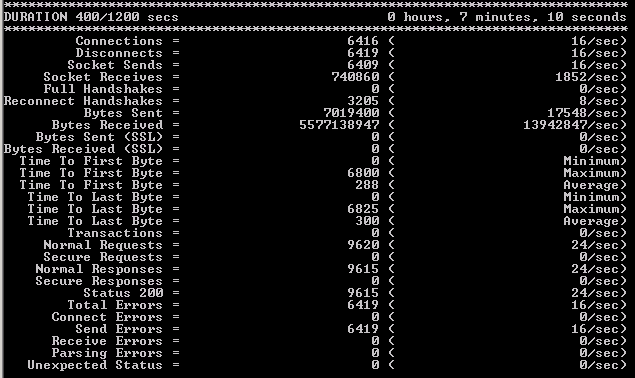 ********************************************************************************
DURATION 400/1200 secs 0 hours, 7 minutes, 10 seconds
********************************************************************************
Connections = 6416 ( 16/sec)
Disconnects = 6419 ( 16/sec)
Socket Sends = 6409 ( 16/sec)
Socket Receives = 740860 ( 1852/sec)
Full Handshakes = 0 ( 0/sec)
Reconnect Handshakes = 3205 ( 8/sec)
Bytes Sent = 7019400 ( 17548/sec)
Bytes Received = 5577138947 ( 13942847/sec)
Bytes Sent (SSL) = 0 ( 0/sec)
Bytes Received (SSL) = 0 ( 0/sec)
Time To First Byte = 0 ( Minimum)
Time To First Byte = 6800 ( Maximum)
Time To First Byte = 288 ( Average)
Time To Last Byte = 0 ( Minimum)
Time To Last Byte = 6825 ( Maximum)
Time To Last Byte = 300 ( Average)
Transactions = 0 ( 0/sec)
Normal Requests = 9620 ( 24/sec)
Secure Requests = 0 ( 0/sec)
Normal Responses = 9615 ( 24/sec)
Secure Responses = 0 ( 0/sec)
Status 200 = 9615 ( 24/sec)
Total Errors = 6419 ( 16/sec)
Connect Errors = 0 ( 0/sec)
Send Errors = 6419 ( 16/sec)
Receive Errors = 0 ( 0/sec)
Parsing Errors = 0 ( 0/sec)
Unexpected Status = 0 ( 0/sec)